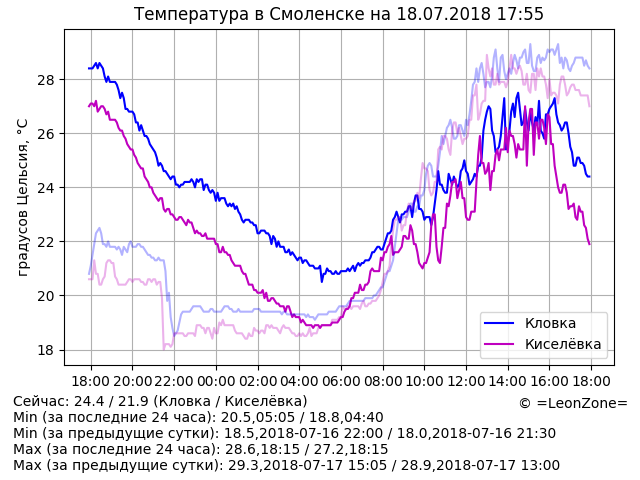 Температура в Смоленске на 18.07.2018 17:55
градусов Цельсия, °C
28
26
24
22
20
18
Кловка
Киселёвка
18:00 20:00 22:00 00:00 02:00 04:00 06:00 08:00 10:00 12:00 14:00 16:00 18:00
Сейчас: 24.4 / 21.9 (Кловка / Киселёвка)
© =LeonZone=
Min (за последние 24 часа): 20.5,05:05 / 18.8,04:40
Min (за предыдущие сутки): 18.5,2018-07-16 22:00 / 18.0,2018-07-16 21:30
Max (за последние 24 часа): 28.6,18:15 / 27.2,18:15
Max (за предыдущие сутки): 29.3,2018-07-17 15:05 / 28.9,2018-07-17 13:00